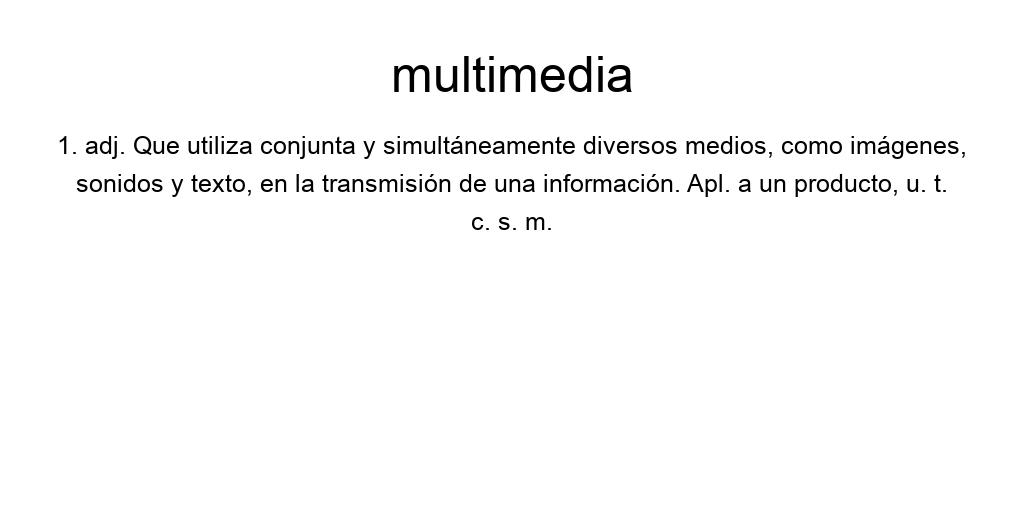 multimedia
1. adj. Que utiliza conjunta y simultáneamente diversos medios, como imágenes,
sonidos y texto, en la transmisión de una información. Apl. a un producto, u. t.
c. s. m.